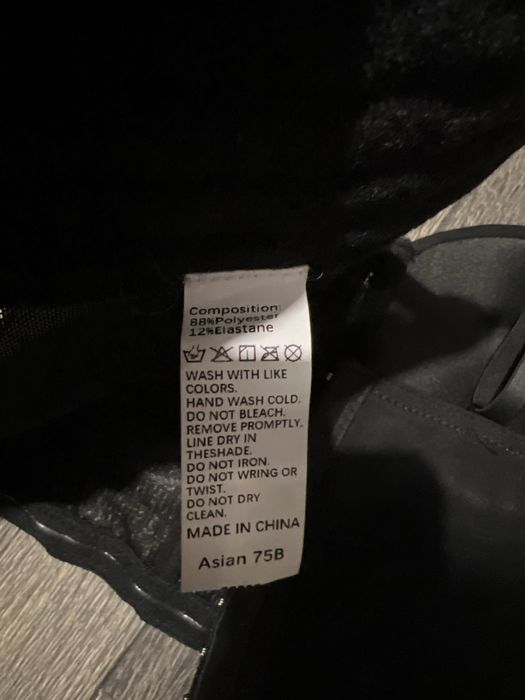 Composition:
88%Polyester
12%Elastane
WASH WITH LIKE
COLORS.
HAND WASH COLD.
DO NOT BLEACH.
REMOVE PROMPTLY.
LINE DRY IN
THESHADE.
DO NOT IRON.
DO NOT WRING OR
TWIST.
DO NOT DRY
CLEAN.
MADE IN CHINA
Asian 75B